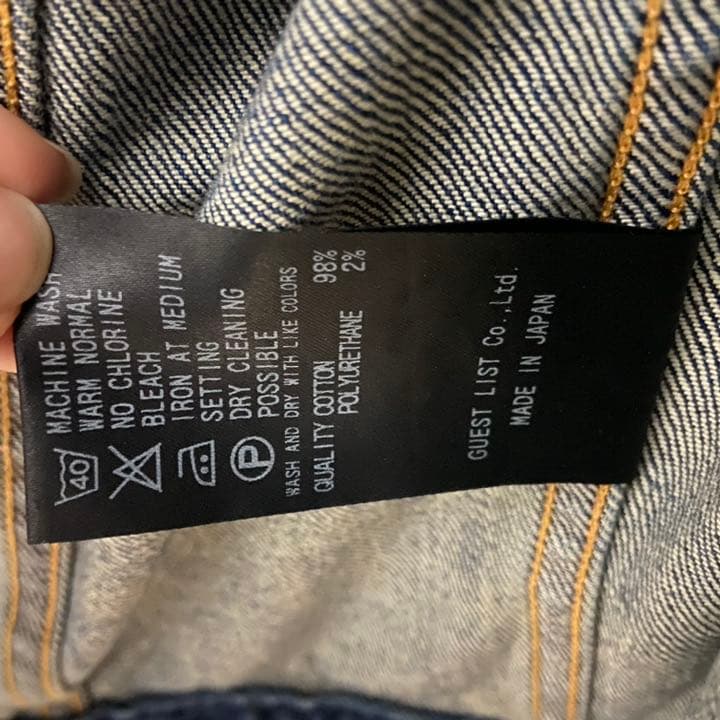 MACHINE WASH
WARM NORMAL
NO CHLORINE
BLEACH
IRON AT MEDIUM
SETTING
DRY CLEANING
POSSIBLE
40
P
WASH AND DRY WITH LIKE COLORS
QUALITY COTTON 98%
POLYURETHANE 2%
GUEST LIST Co.,Ltd.
MADE IN JAPAN